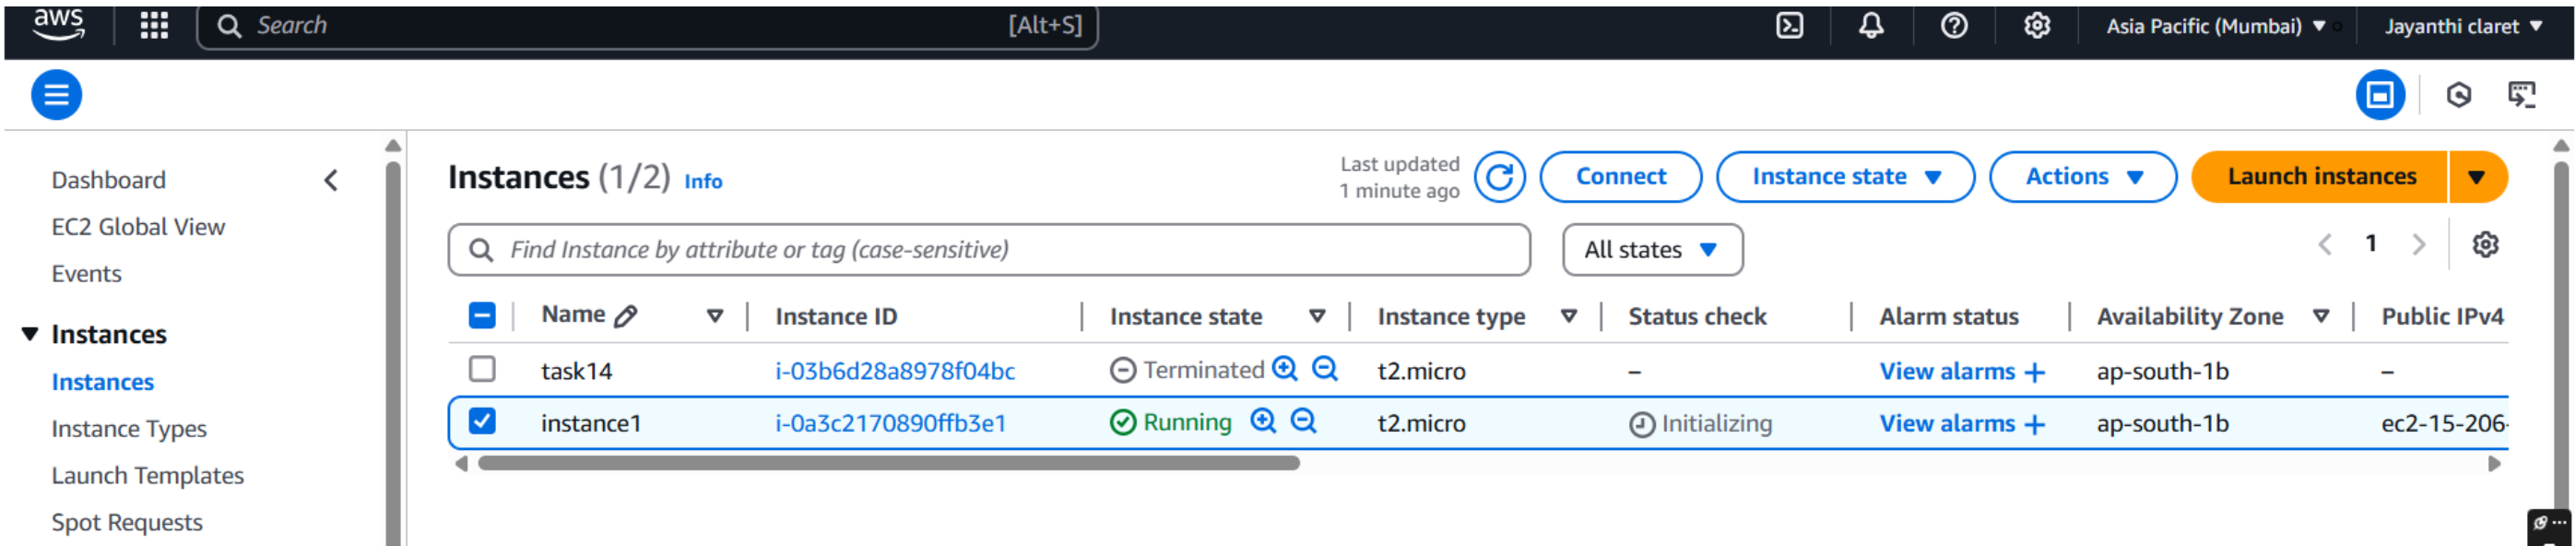 aws Search [Alt+S] Asia Pacific (Mumbai) Jayanthi claret
Dashboard
EC2 Global View
Events
Instances
Instances
Instance Types
Launch Templates
Spot Requests
Instances (1/2) Info
Last updated
1 minute ago
Connect Instance state Actions Launch instances
Find Instance by attribute or tag (case-sensitive) All states 1
Name Instance ID Instance state Instance type Status check Alarm status Availability Zone Public IPv4
task14 i-03b6d28a8978f04bc Terminated t2.micro – View alarms + ap-south-1b –
instance1 i-0a3c2170890ffb3e1 Running t2.micro Initializing View alarms + ap-south-1b ec2-15-206-